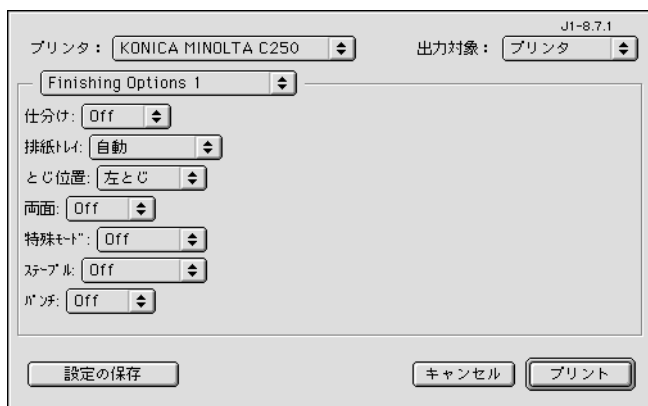 J1-8.7.1
プリンタ： KONICA MINOLTA C250 出力対象： プリンタ
Finishing Options 1
仕分け: Off
排紙ﾄﾚｲ: 自動
とじ位置: 左とじ
両面: Off
特殊ﾓｰﾄﾞ: Off
ｽﾃｰﾌﾟﾙ: Off
ﾊﾟﾝﾁ: Off
設定の保存 キャンセル プリント